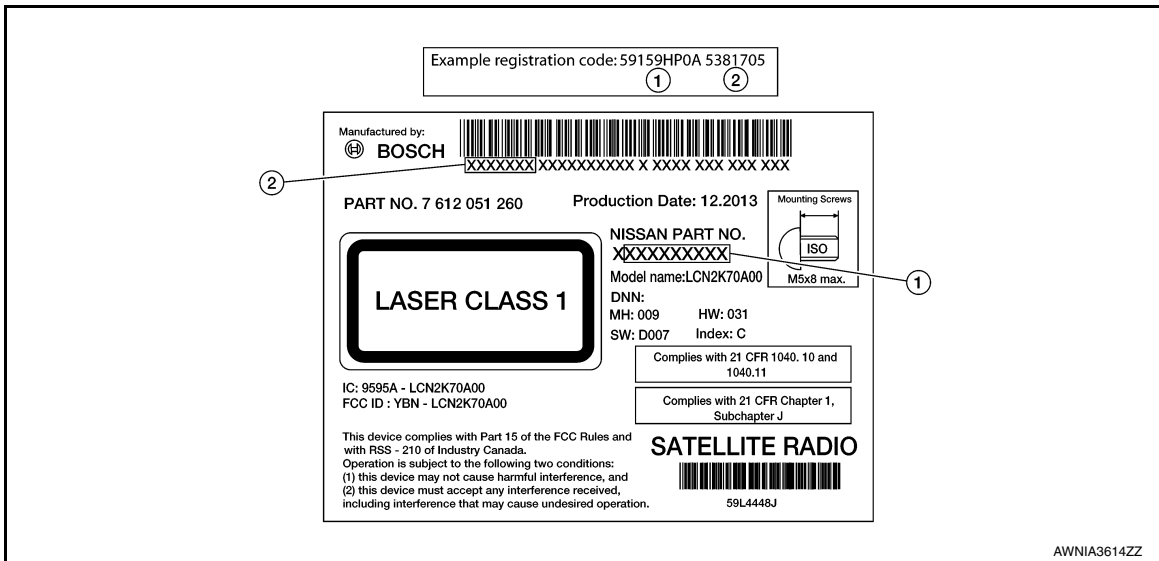 Example registration code: 59159HP0A 5381705
1 2
Manufactured by:
BOSCH
XXXXXXX XXXXXXXXXX X XXXX XXX XXX XXX
2
PART NO. 7 612 051 260
Production Date: 12.2013
Mounting Screws
ISO
M5x8 max.
NISSAN PART NO.
XXXXXXXXXX
1
Model name:LCN2K70A00
DNN:
MH: 009 HW: 031
SW: D007 Index: C
LASER CLASS 1
Complies with 21 CFR 1040. 10 and
1040.11
Complies with 21 CFR Chapter 1,
Subchapter J
IC: 9595A - LCN2K70A00
FCC ID : YBN - LCN2K70A00
This device complies with Part 15 of the FCC Rules and
with RSS - 210 of Industry Canada.
Operation is subject to the following two conditions:
(1) this device may not cause harmful interference, and
(2) this device must accept any interference received,
including interference that may cause undesired operation.
SATELLITE RADIO
59L4448J
AWNIA3614ZZ